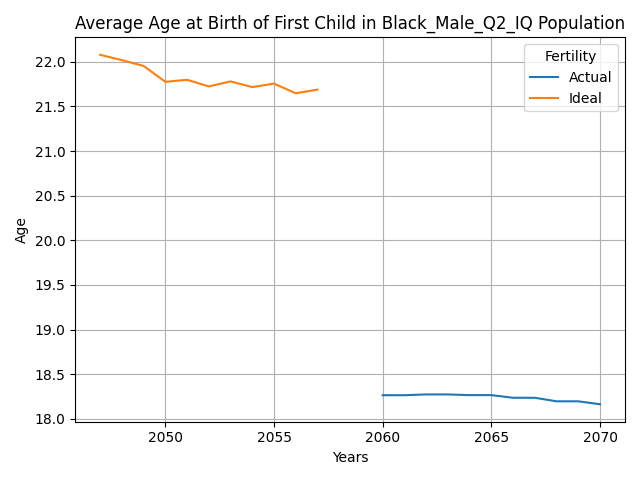 Average Age at Birth of First Child in Black_Male_Q2_IQ Population
Fertility
Actual
Ideal
Age
22.0
21.5
21.0
20.5
20.0
19.5
19.0
18.5
18.0
2050
2055
2060
2065
2070
Years